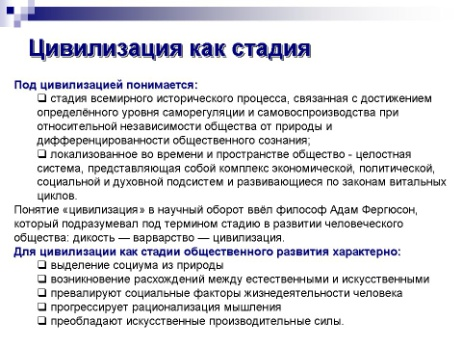 Цивилизация как стадия
Под цивилизацией понимается:
❑ стадия всемирного исторического процесса, связанная с достижением
определённого уровня саморегуляции и самовоспроизводства при
относительной независимости общества от природы и
дифференцированности общественного сознания;
❑ локализованное во времени и пространстве общество - целостная
система, представляющая собой комплекс экономической, политической,
социальной и духовной подсистем и развивающиеся по законам витальных
циклов.
Понятие «цивилизация» в научный оборот ввёл философ Адам Фергюсон,
который подразумевал под термином стадию в развитии человеческого
общества: дикость — варварство — цивилизация.
Для цивилизации как стадии общественного развития характерно:
❑ выделение социума из природы
❑ возникновение расхождений между естественными и искусственными
❑ превалируют социальные факторы жизнедеятельности человека
❑ прогрессирует рационализация мышления
❑ преобладают искусственные производительные силы.